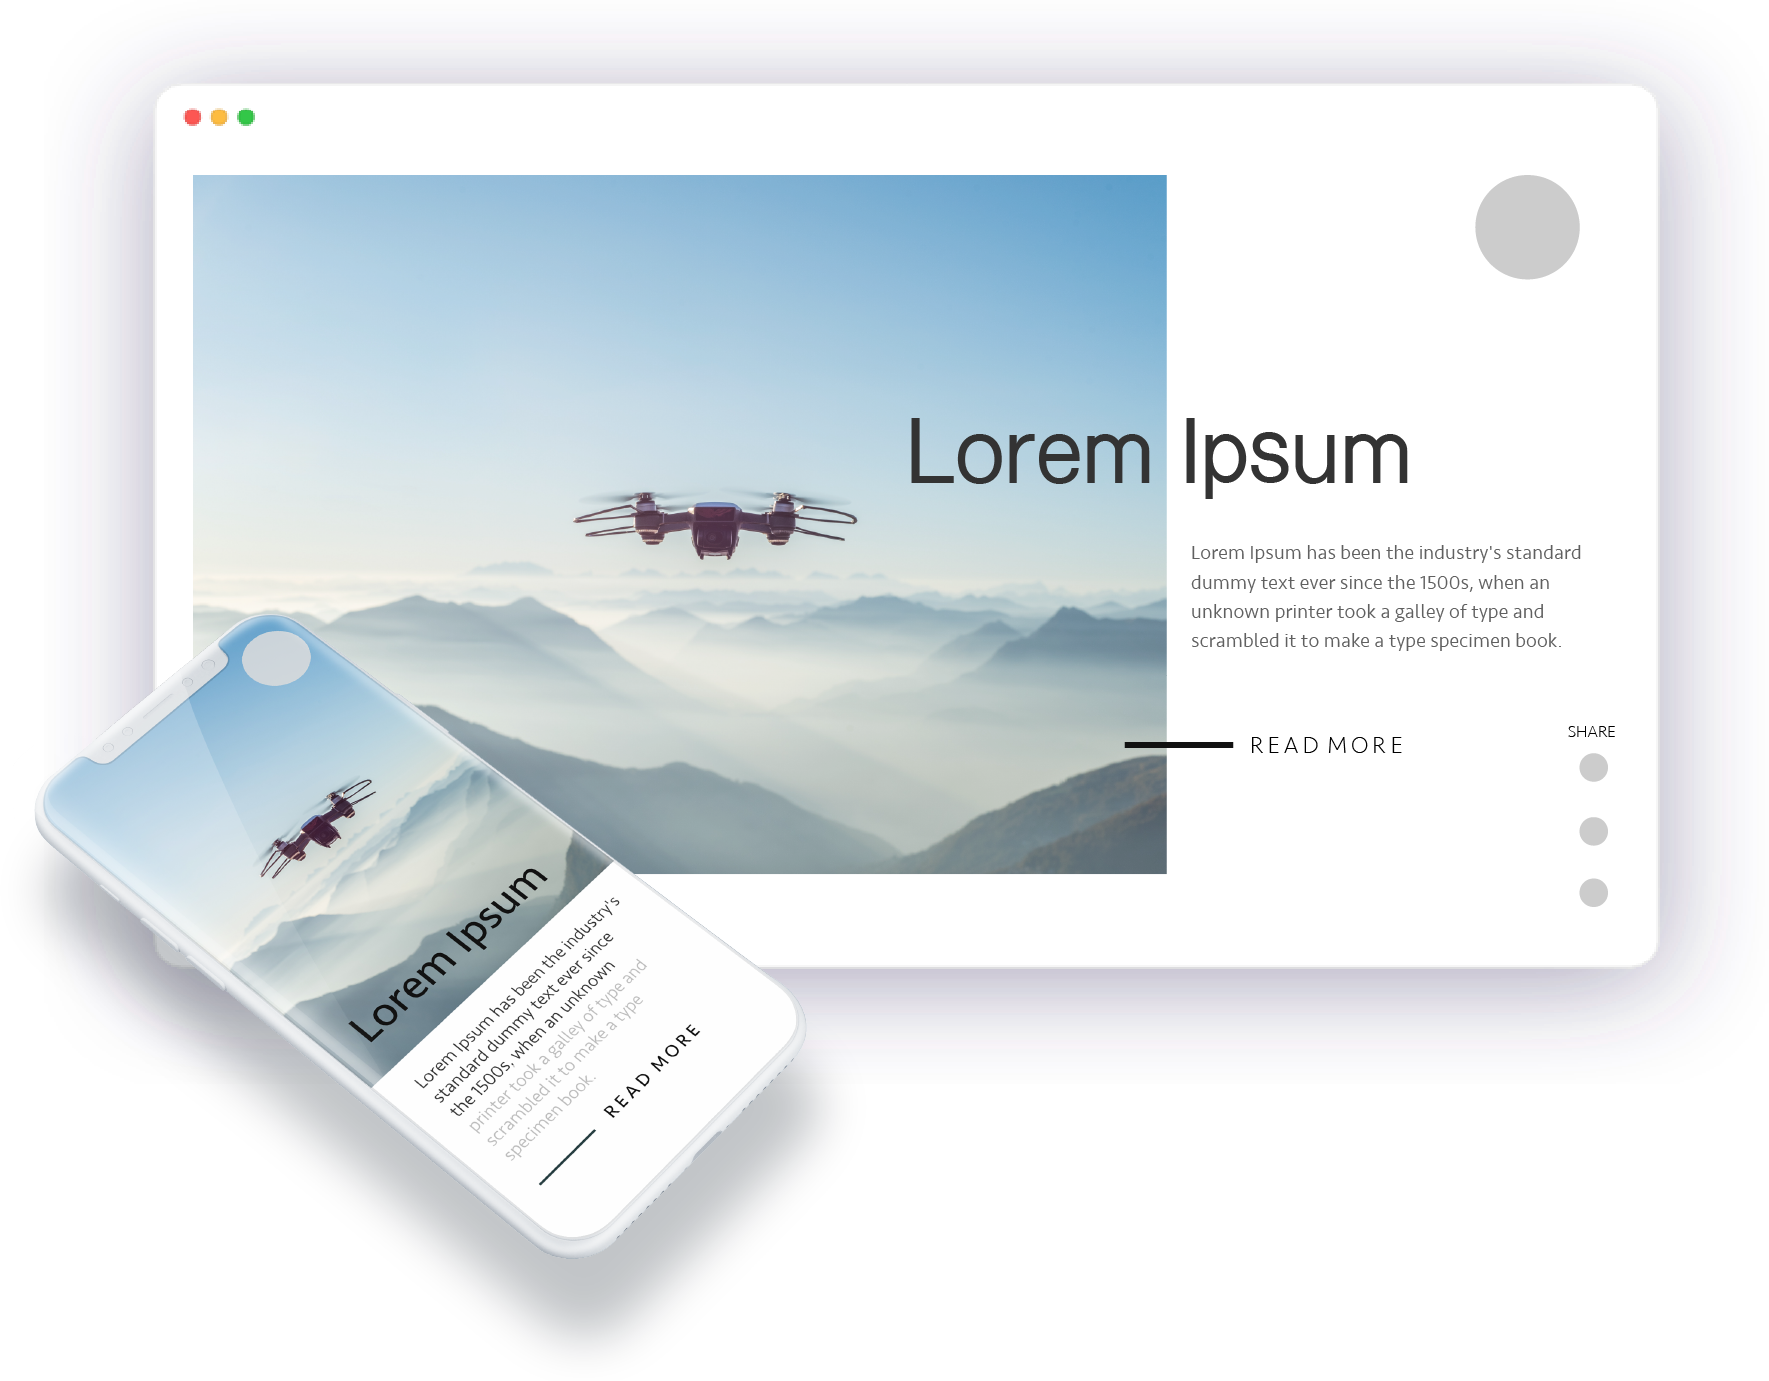 Lorem Ipsum
Lorem Ipsum has been the industry's standard
dummy text ever since the 1500s, when an
unknown printer took a galley of type and
scrambled it to make a type specimen book.
READ MORE
SHARE
Lorem Ipsum
Lorem Ipsum has been the industry's
standard dummy text ever since
the 1500s, when an unknown
printer took a galley of type and
scrambled it to make a type
specimen book.
READ MORE